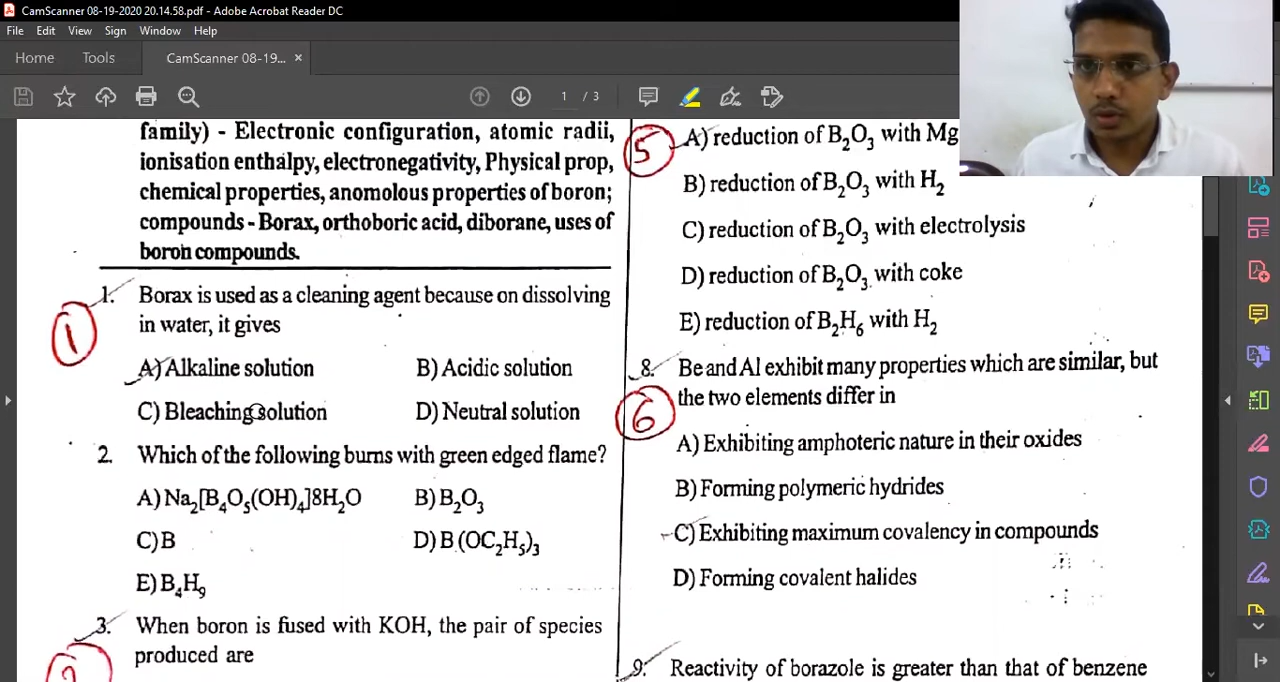 CamScanner 08-19-2020 20.14.58.pdf - Adobe Acrobat Reader DC
File Edit View Sign Window Help
Home Tools CamScanner 08-19... ×
1 / 3
family) - Electronic configuration, atomic radii,
ionisation enthalpy, electronegativity, Physical prop,
chemical properties, anomolous properties of boron;
compounds - Borax, orthoboric acid, diborane, uses of
boron compounds.
1
1. Borax is used as a cleaning agent because on dissolving
in water, it gives
A) Alkaline solution B) Acidic solution
C) Bleaching solution D) Neutral solution
2. Which of the following burns with green edged flame?
A) Na₂[B₄O₅(OH)₄]8H₂O B) B₂O₃
C) B D) B (OC₂H₅)₃
E) B₄H₉
3. When boron is fused with KOH, the pair of species
produced are
5
A) reduction of B₂O₃ with Mg
B) reduction of B₂O₃ with H₂
C) reduction of B₂O₃ with electrolysis
D) reduction of B₂O₃ with coke
E) reduction of B₂H₆ with H₂
6
8. Be and Al exhibit many properties which are similar, but
the two elements differ in
A) Exhibiting amphoteric nature in their oxides
B) Forming polymeric hydrides
C) Exhibiting maximum covalency in compounds
D) Forming covalent halides
9. Reactivity of borazole is greater than that of benzene